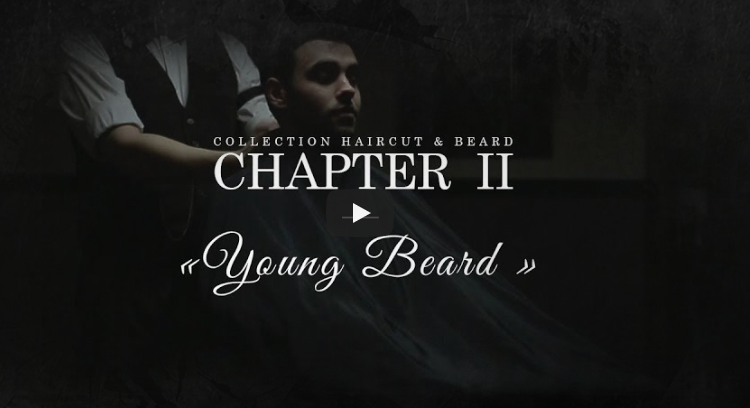 COLLECTION HAIRCUT & BEARD
CHAPTER II
«Young Beard »